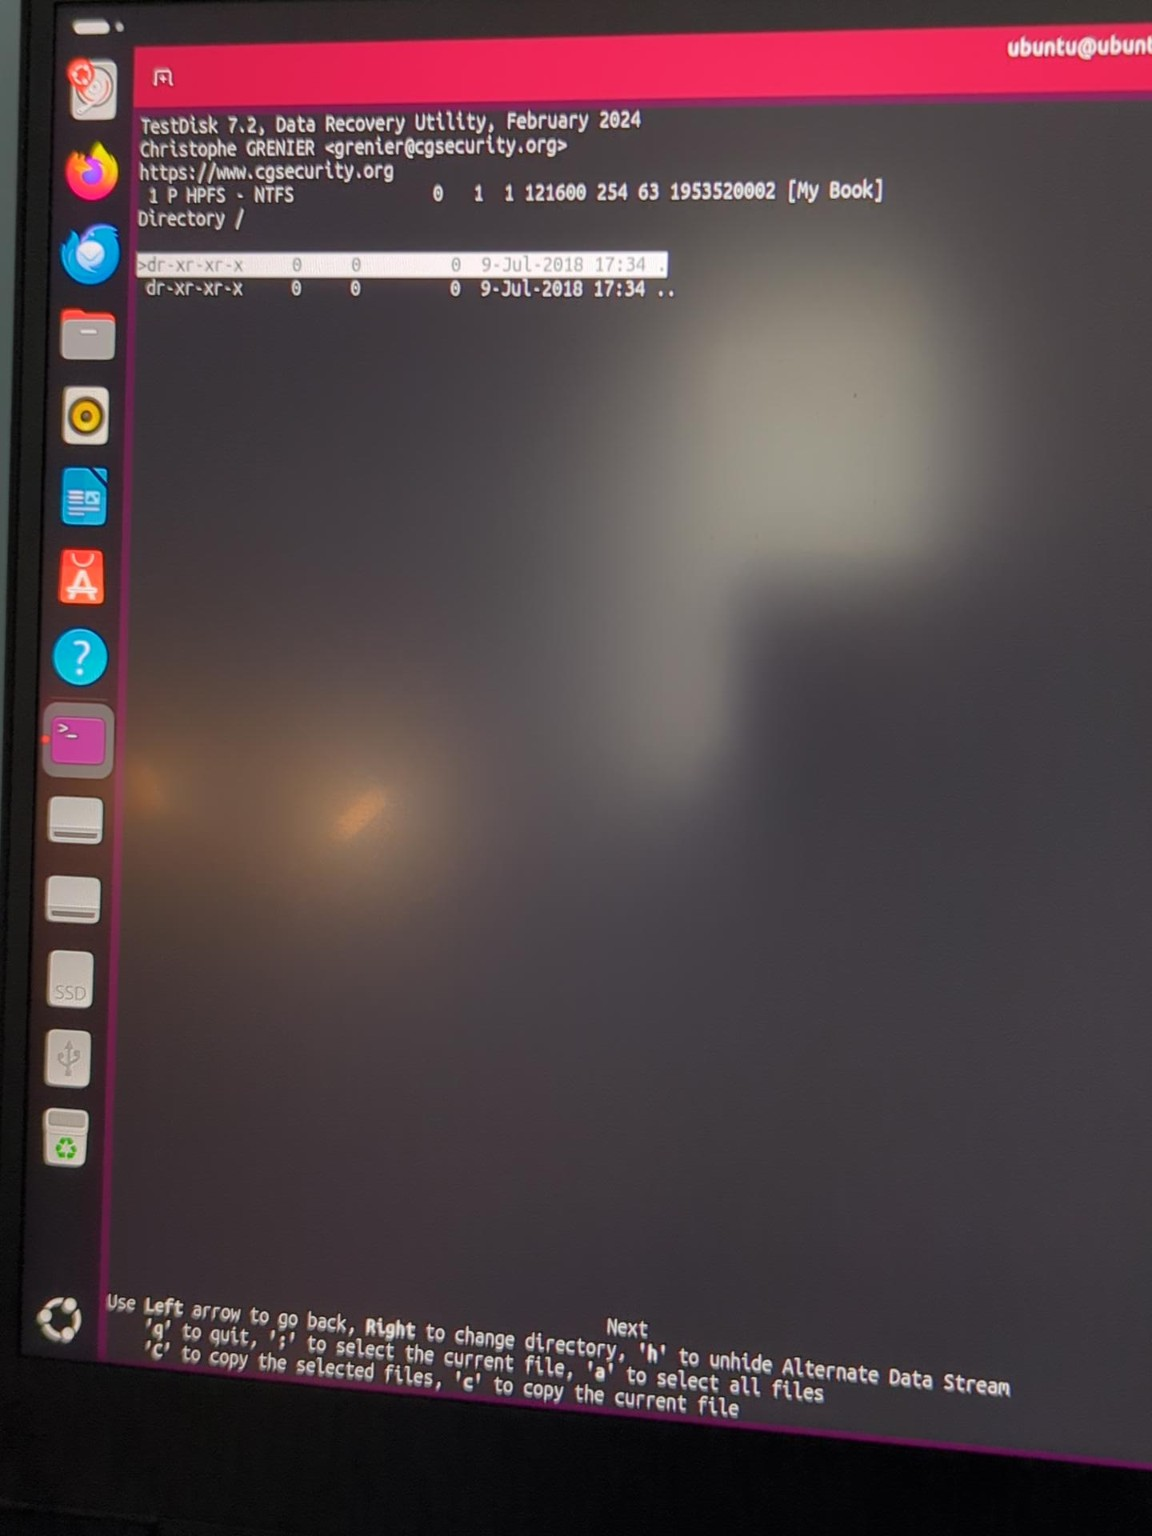 ubuntu@ubunt
TestDisk 7.2, Data Recovery Utility, February 2024
Christophe GRENIER <grenier@cgsecurity.org>
https://www.cgsecurity.org
1 P HPFS - NTFS 0 1 1 121600 254 63 1953520002 [My Book]
Directory /
>dr-xr-xr-x 0 0 0 9-Jul-2018 17:34 .
dr-xr-xr-x 0 0 0 9-Jul-2018 17:34 ..
SSD
Next
Use Left arrow to go back, Right to change directory, 'h' to unhide Alternate Data Stream
'q' to quit, ':' to select the current file, 'a' to select all files
'C' to copy the selected files, 'c' to copy the current file